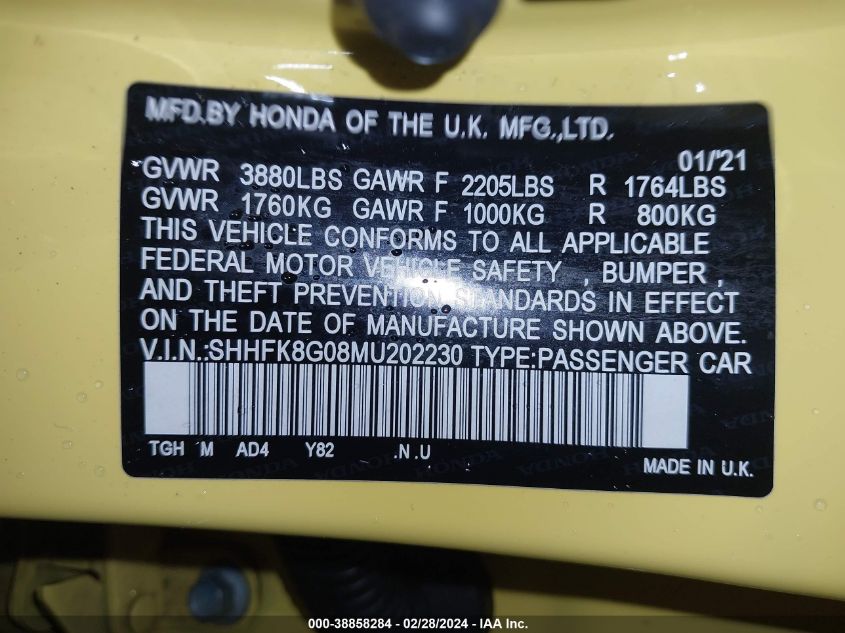 MFD.BY HONDA OF THE U.K. MFG.,LTD.
01/'21
GVWR 3880LBS GAWR F 2205LBS R 1764LBS
GVWR 1760KG GAWR F 1000KG R 800KG
THIS VEHICLE CONFORMS TO ALL APPLICABLE
FEDERAL MOTOR VEHICLE SAFETY , BUMPER ,
AND THEFT PREVENTION STANDARDS IN EFFECT
ON THE DATE OF MANUFACTURE SHOWN ABOVE.
V.I.N.:SHHFK8G08MU202230 TYPE:PASSENGER CAR
TGH M AD4 Y82 .N .U
MADE IN U.K.
000-38858284 - 02/28/2024 - IAA Inc.